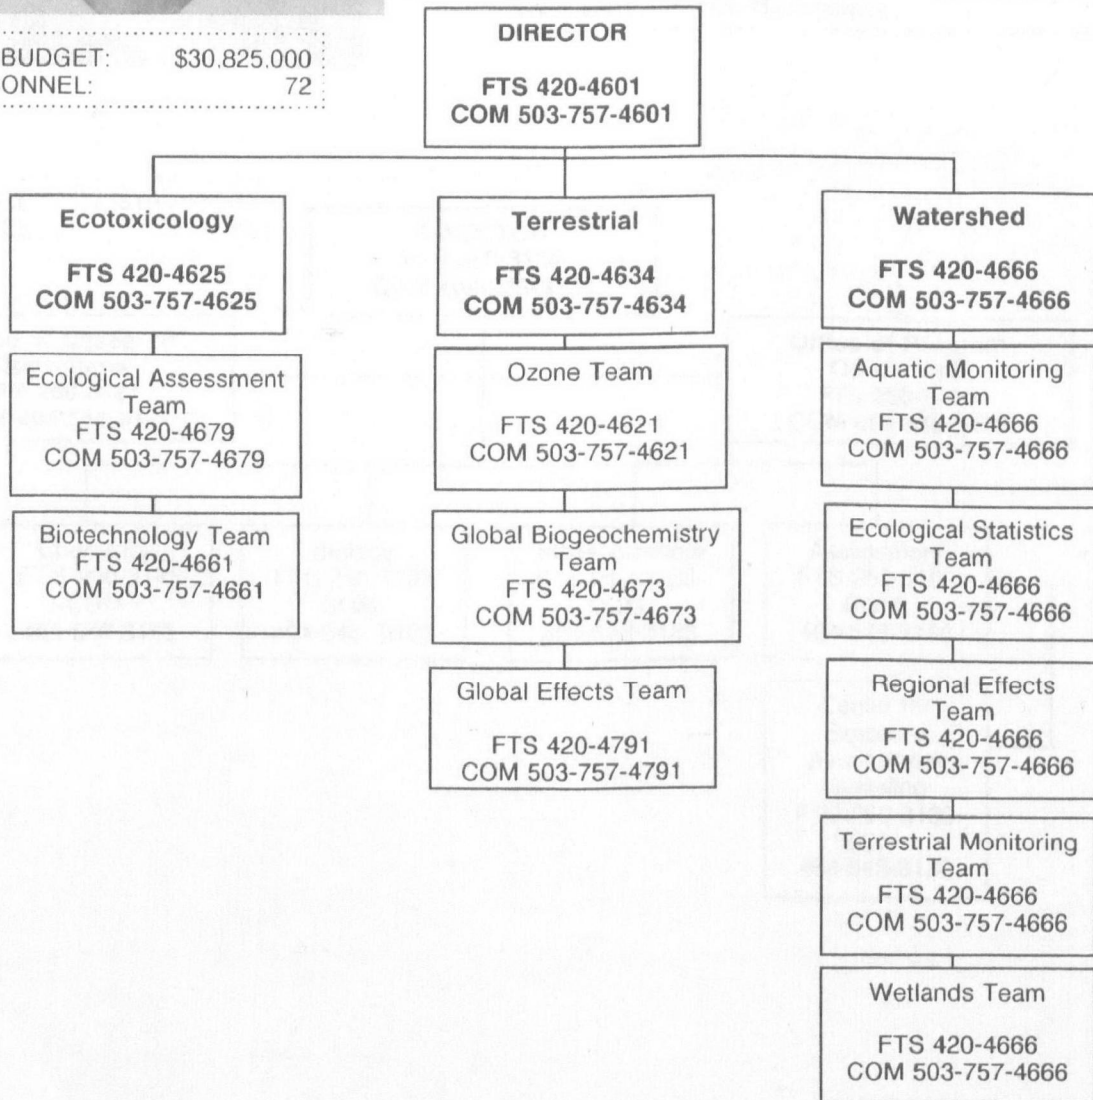 BUDGET: $30.825.000
ONNEL: 72
DIRECTOR
FTS 420-4601
COM 503-757-4601
Ecotoxicology
FTS 420-4625
COM 503-757-4625
Terrestrial
FTS 420-4634
COM 503-757-4634
Watershed
FTS 420-4666
COM 503-757-4666
Ecological Assessment
Team
FTS 420-4679
COM 503-757-4679
Ozone Team
FTS 420-4621
COM 503-757-4621
Aquatic Monitoring
Team
FTS 420-4666
COM 503-757-4666
Biotechnology Team
FTS 420-4661
COM 503-757-4661
Global Biogeochemistry
Team
FTS 420-4673
COM 503-757-4673
Ecological Statistics
Team
FTS 420-4666
COM 503-757-4666
Global Effects Team
FTS 420-4791
COM 503-757-4791
Regional Effects
Team
FTS 420-4666
COM 503-757-4666
Terrestrial Monitoring
Team
FTS 420-4666
COM 503-757-4666
Wetlands Team
FTS 420-4666
COM 503-757-4666